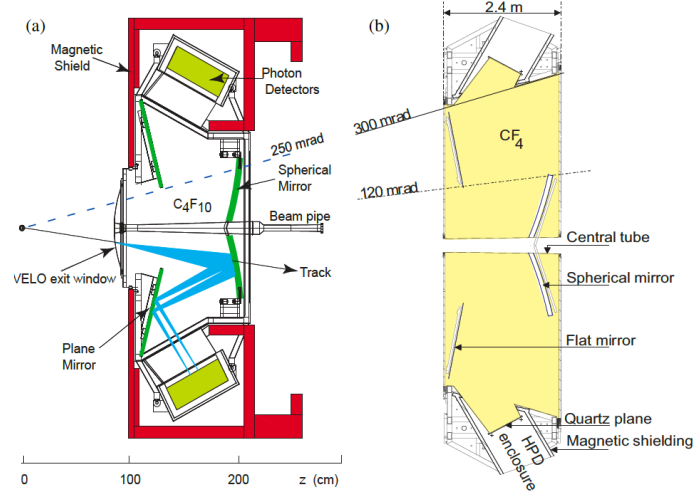 (a)
Magnetic
Shield
Photon
Detectors
250 mrad
Spherical
Mirror
C4F10
Beam pipe
VELO exit window
Track
Plane
Mirror
0
100
200
z (cm)
(b)
2.4 m
300 mrad
CF4
120 mrad
Central tube
Spherical mirror
Flat mirror
Quartz plane
Magnetic shielding
HPD
enclosure